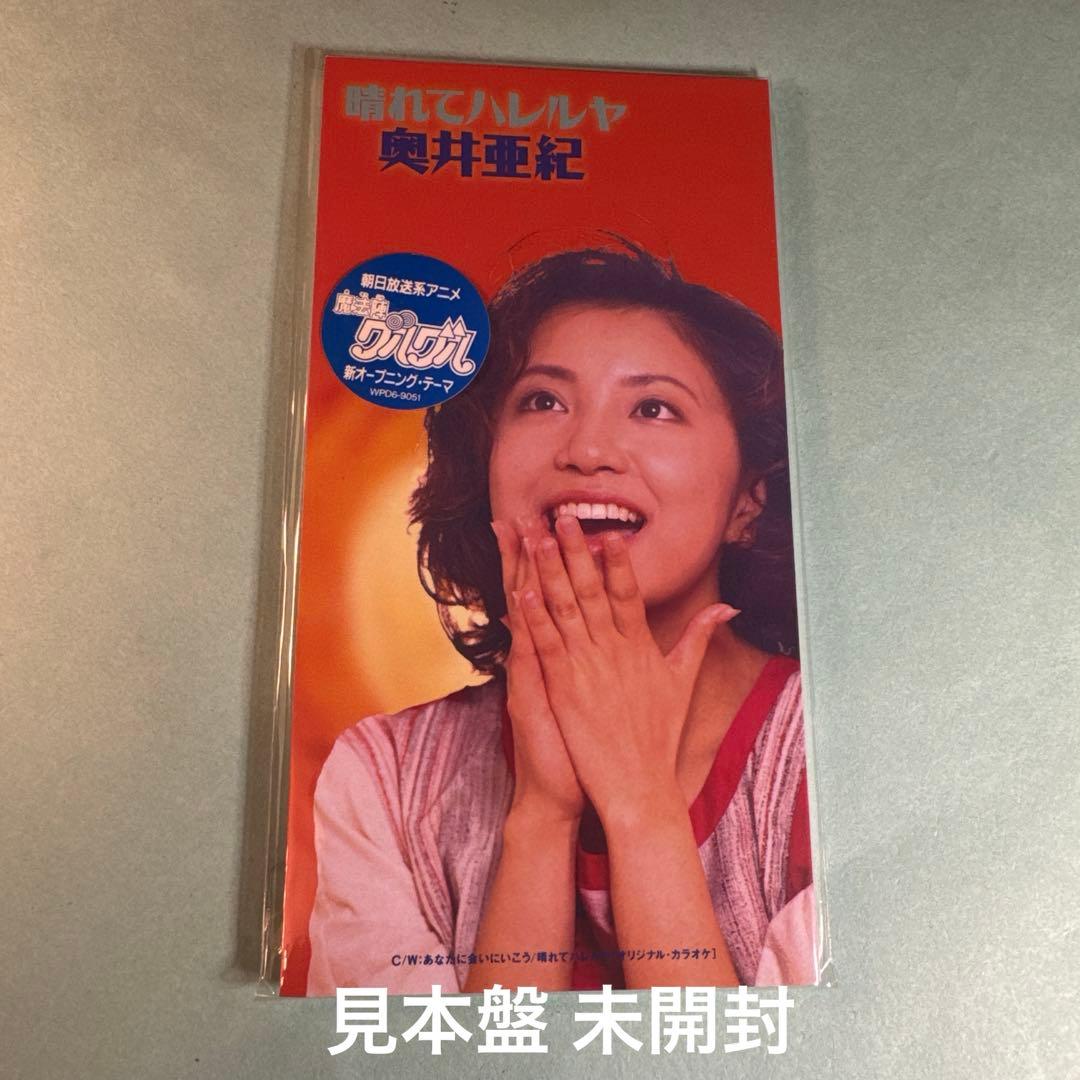 晴れてハレルヤ
奥井亜紀
朝日放送系アニメ
魔法陣
グルグル
新オープニング・テーマ
WPD6-9051
C/W:あなたに会いにいこう/晴れてハレルヤ[オリジナル・カラオケ]
見本盤 未開封